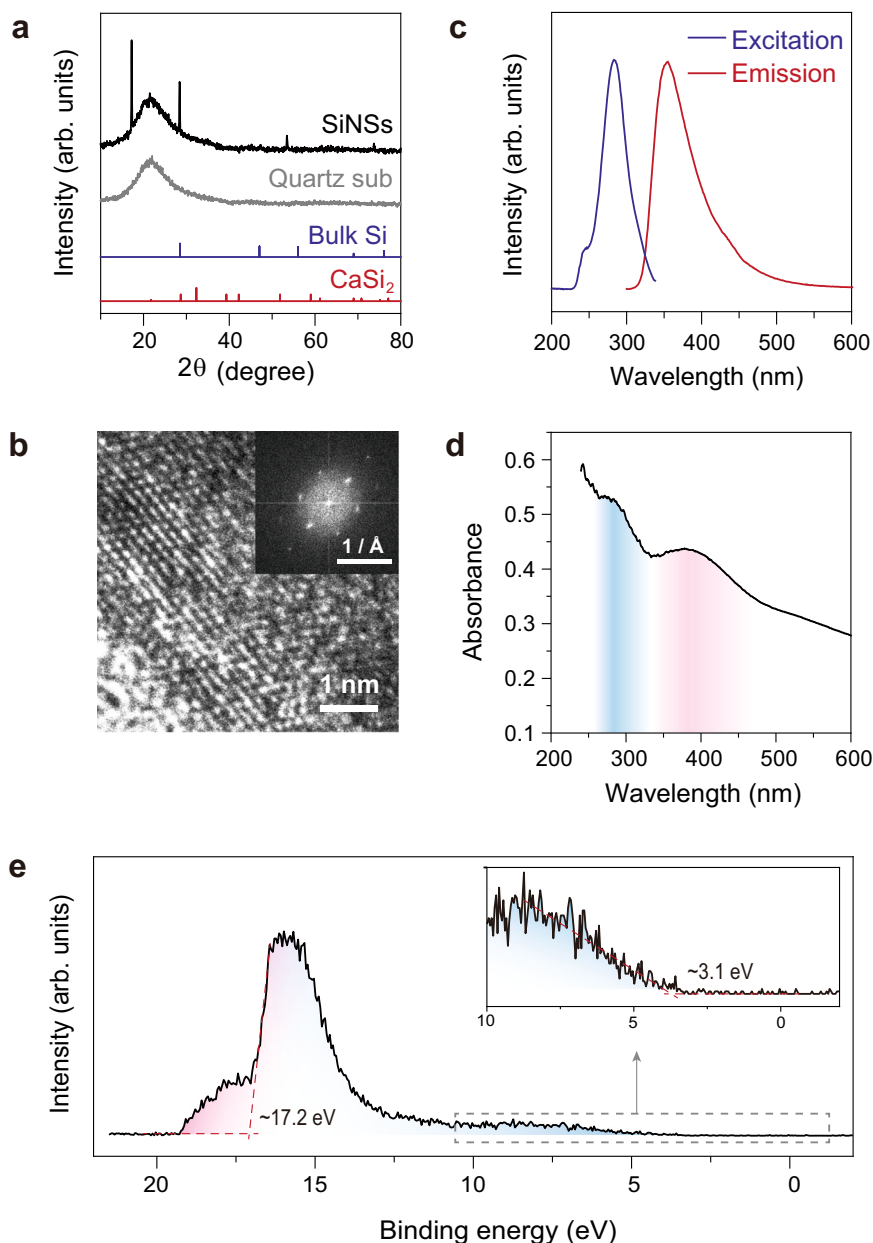 a
Intensity (arb. units)
SiNSs
Quartz sub
Bulk Si
CaSi₂
20 40 60 80
2θ (degree)
c
Excitation
Emission
Intensity (arb. units)
200 300 400 500 600
Wavelength (nm)
b
1 / Å
1 nm
d
Absorbance
0.6
0.5
0.4
0.3
0.2
0.1
200 300 400 500 600
Wavelength (nm)
e
Intensity (arb. units)
~17.2 eV
~3.1 eV
10 5 0
20 15 10 5 0
Binding energy (eV)